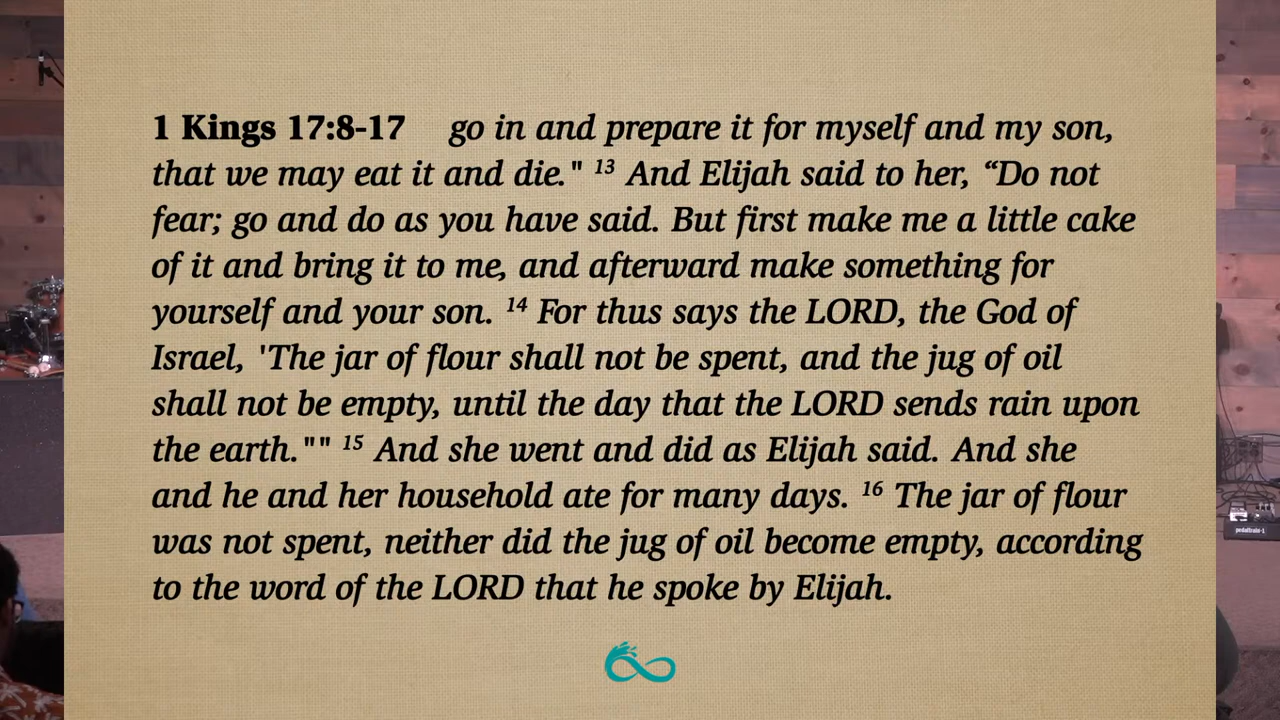 1 Kings 17:8-17 go in and prepare it for myself and my son,
that we may eat it and die." 13 And Elijah said to her, “Do not
fear; go and do as you have said. But first make me a little cake
of it and bring it to me, and afterward make something for
yourself and your son. 14 For thus says the LORD, the God of
Israel, 'The jar of flour shall not be spent, and the jug of oil
shall not be empty, until the day that the LORD sends rain upon
the earth."" 15 And she went and did as Elijah said. And she
and he and her household ate for many days. 16 The jar of flour
was not spent, neither did the jug of oil become empty, according
to the word of the LORD that he spoke by Elijah.
pedaltrain-1